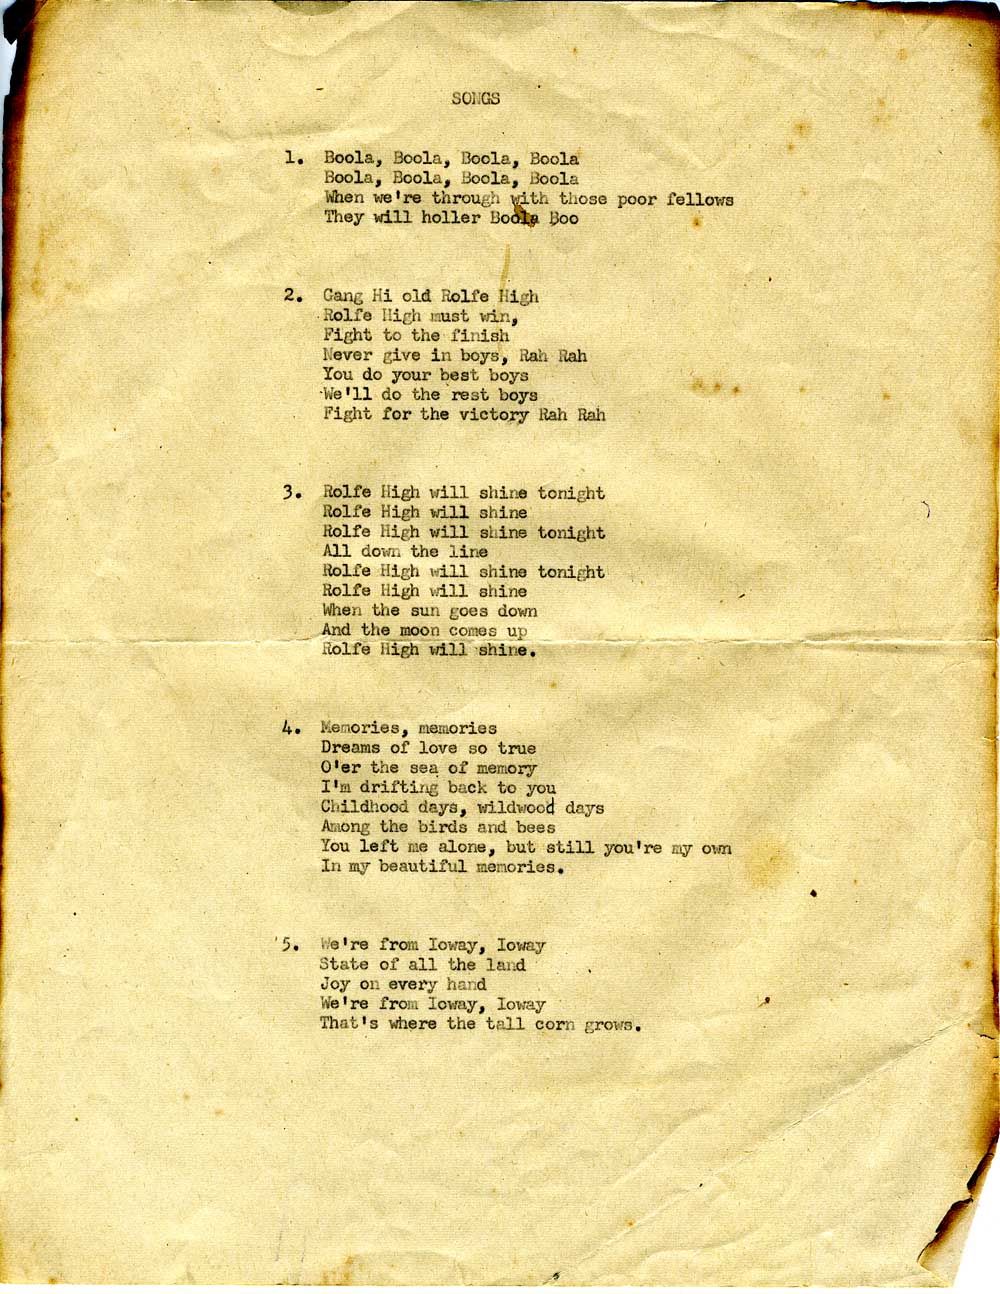 SONGS
1. Boola, Boola, Boola, Boola
Boola, Boola, Boola, Boola
When we're through with those poor fellows
They will holler Boola Boo
2. Gang Hi old Rolfe High
Rolfe High must win,
Fight to the finish
Never give in boys, Rah Rah
You do your best boys
We'll do the rest boys
Fight for the victory Rah Rah
3. Rolfe High will shine tonight
Rolfe High will shine
Rolfe High will shine tonight
All down the line
Rolfe High will shine tonight
Rolfe High will shine
When the sun goes down
And the moon comes up
Rolfe High will shine.
4. Memories, memories
Dreams of love so true
O'er the sea of memory
I'm drifting back to you
Childhood days, wildwood days
Among the birds and bees
You left me alone, but still you're my own
In my beautiful memories.
5. We're from Ioway, Ioway
State of all the land
Joy on every hand
We're from Ioway, Ioway
That's where the tall corn grows.